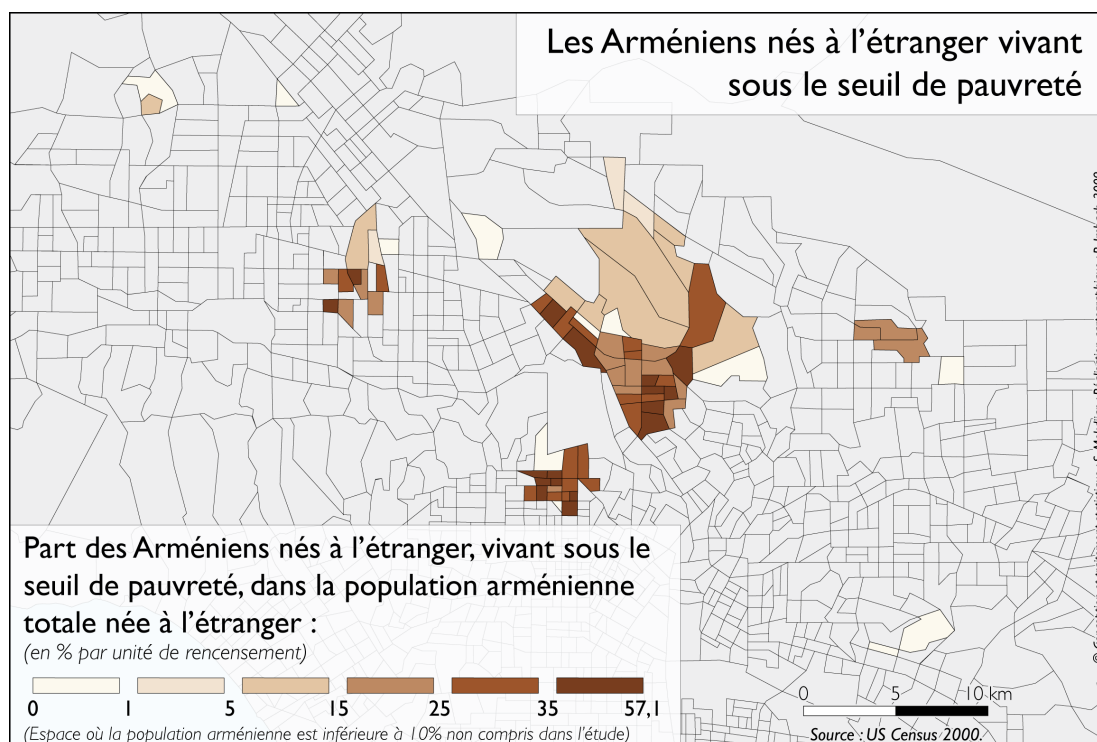 Les Arméniens nés à l'étranger vivant
sous le seuil de pauvreté
Part des Arméniens nés à l'étranger, vivant sous le
seuil de pauvreté, dans la population arménienne
totale née à l'étranger :
(en % par unité de rencensement)
0 1 5 15 25 35 57,1
(Espace où la population arménienne est inférieure à 10% non compris dans l'étude)
0 5 10 km
Source : US Census 2000.